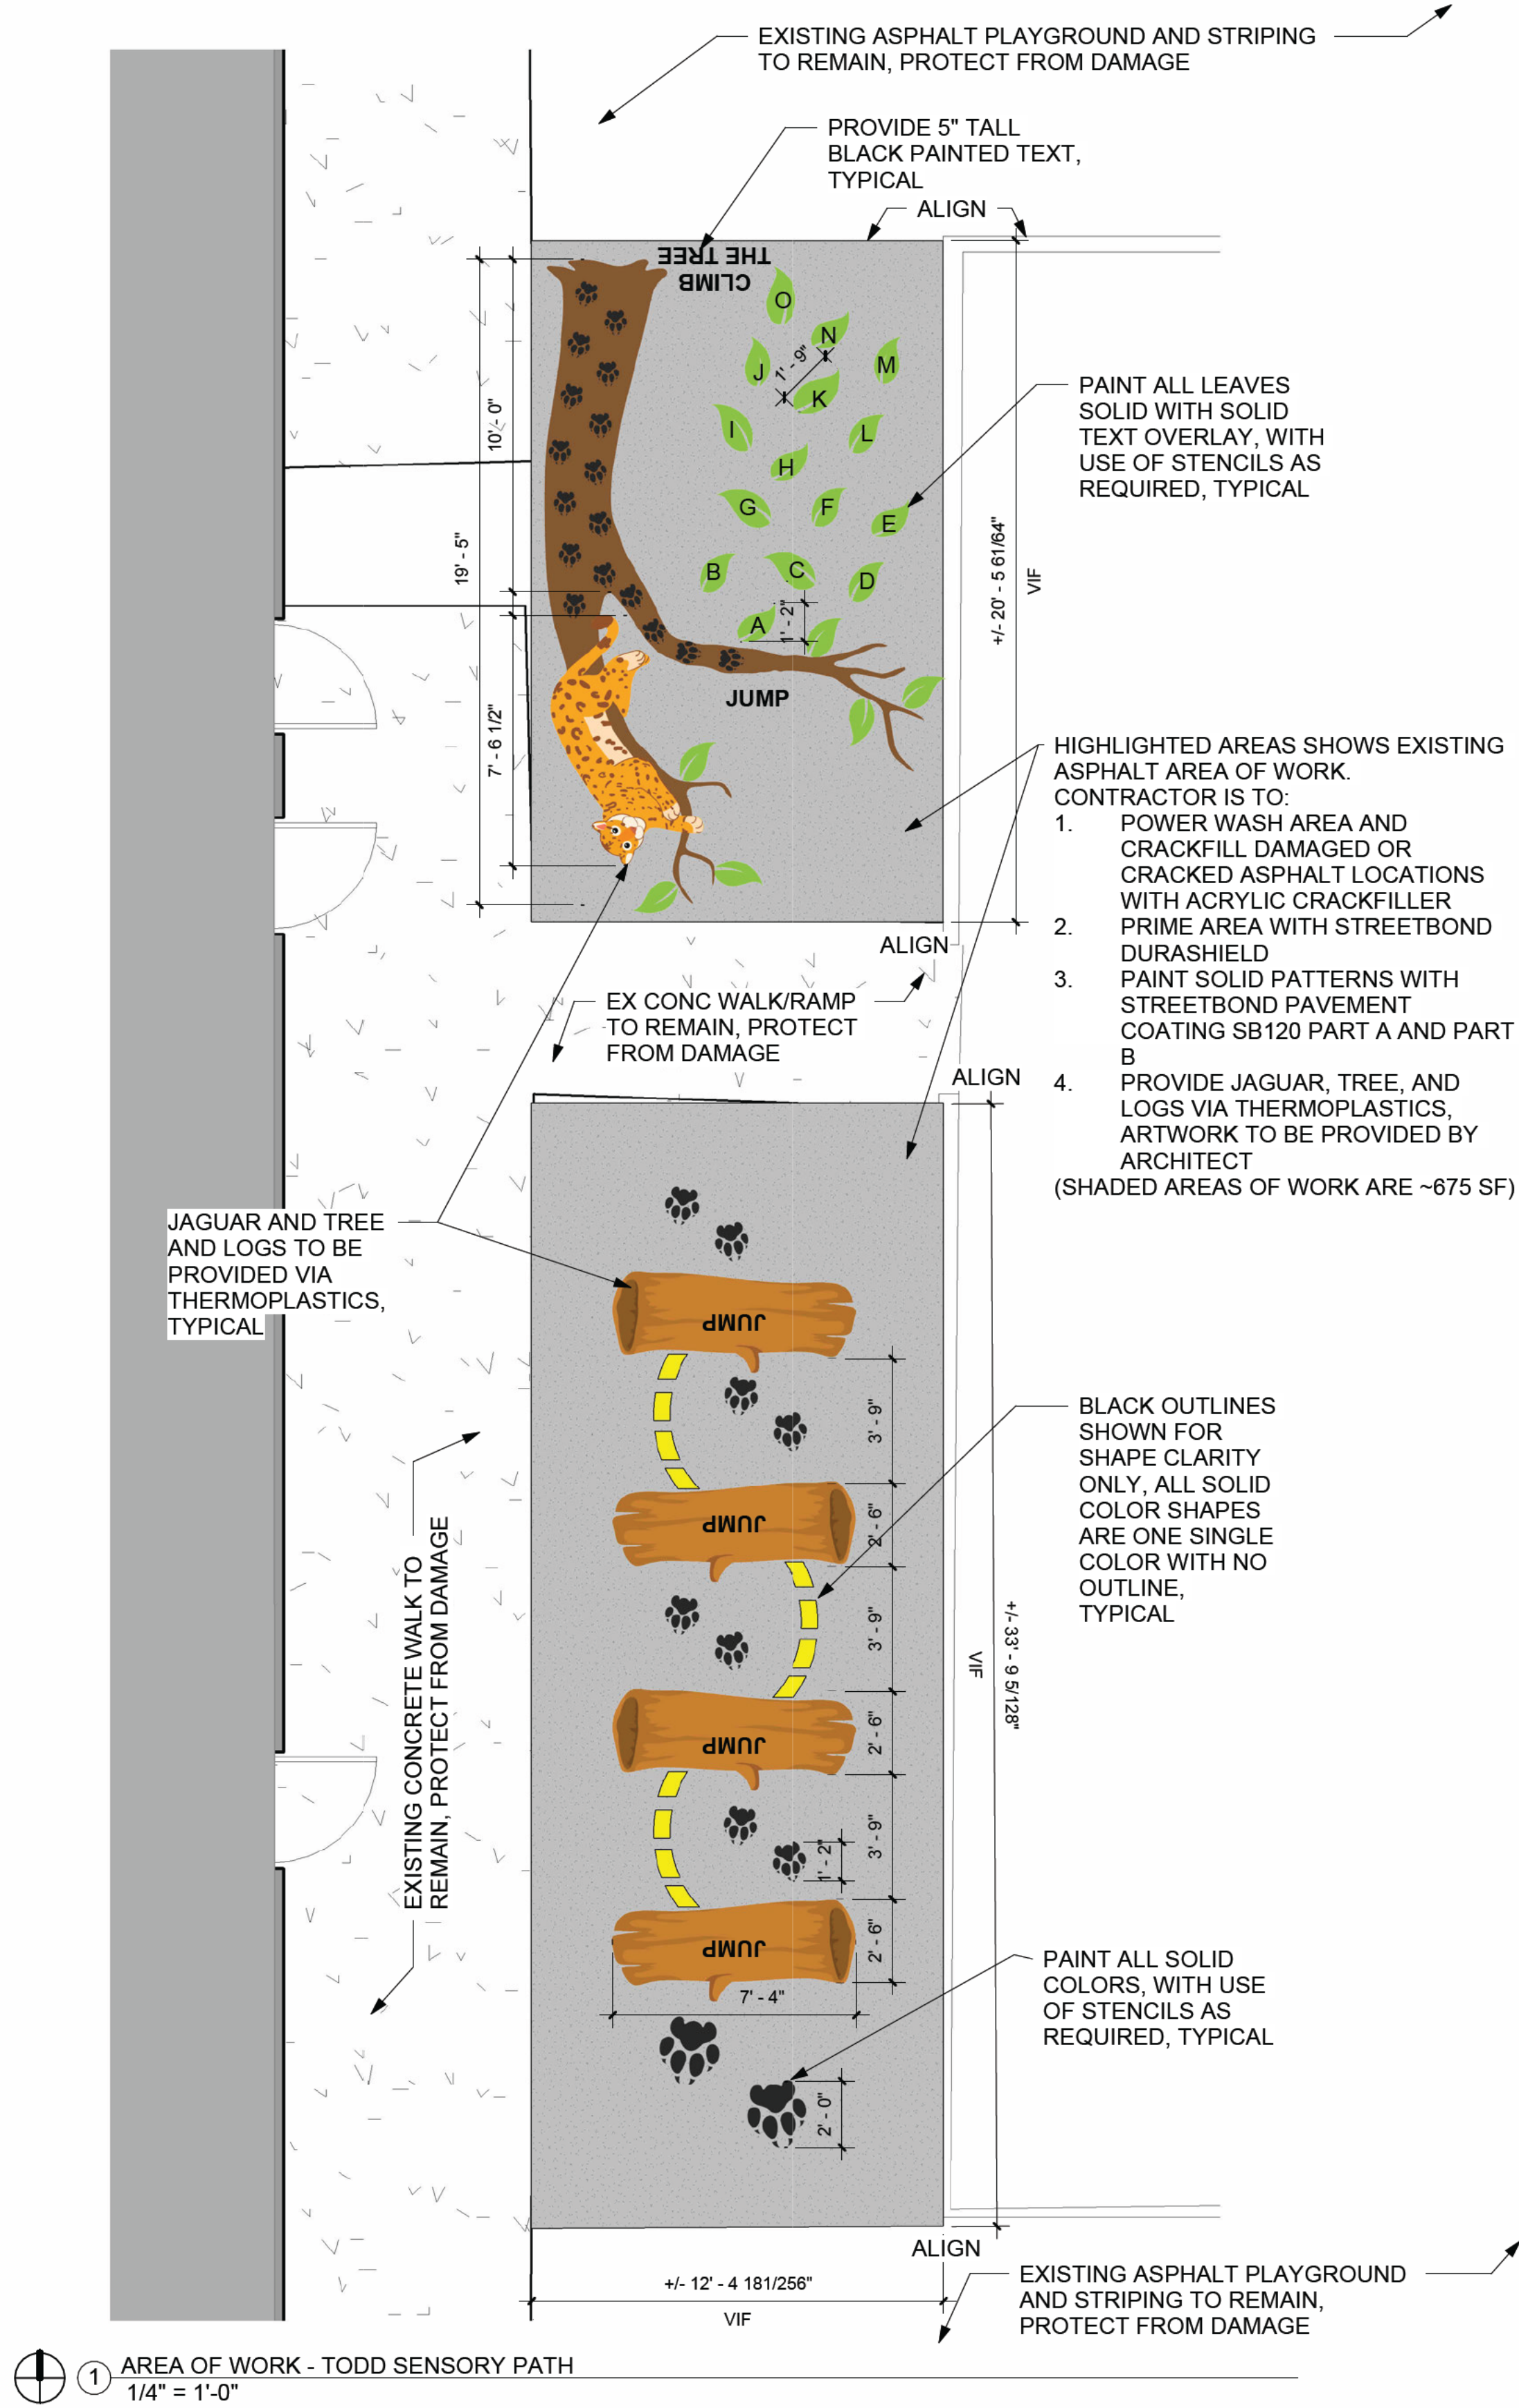 EXISTING ASPHALT PLAYGROUND AND STRIPING
TO REMAIN, PROTECT FROM DAMAGE
PROVIDE 5" TALL
BLACK PAINTED TEXT,
TYPICAL
ALIGN
CLIMB
THE TREE
O
N
J
M
1' - 9"
K
I
L
H
G
F
E
B
C
D
A
1' - 2"
JUMP
10' - 0"
19' - 5"
7' - 6 1/2"
+/- 20' - 5 61/64"
VIF
PAINT ALL LEAVES
SOLID WITH SOLID
TEXT OVERLAY, WITH
USE OF STENCILS AS
REQUIRED, TYPICAL
HIGHLIGHTED AREAS SHOWS EXISTING
ASPHALT AREA OF WORK.
CONTRACTOR IS TO:
1. POWER WASH AREA AND
CRACKFILL DAMAGED OR
CRACKED ASPHALT LOCATIONS
WITH ACRYLIC CRACKFILLER
2. PRIME AREA WITH STREETBOND
DURASHIELD
3. PAINT SOLID PATTERNS WITH
STREETBOND PAVEMENT
COATING SB120 PART A AND PART
B
4. PROVIDE JAGUAR, TREE, AND
LOGS VIA THERMOPLASTICS,
ARTWORK TO BE PROVIDED BY
ARCHITECT
(SHADED AREAS OF WORK ARE ~675 SF)
ALIGN
EX CONC WALK/RAMP
TO REMAIN, PROTECT
FROM DAMAGE
ALIGN
JAGUAR AND TREE
AND LOGS TO BE
PROVIDED VIA
THERMOPLASTICS,
TYPICAL
JUMP
3' - 9"
JUMP
2' - 6"
3' - 9"
JUMP
2' - 6"
3' - 9"
1' - 2"
JUMP
2' - 6"
7' - 4"
2' - 0"
+/- 33' - 9 5/128"
VIF
BLACK OUTLINES
SHOWN FOR
SHAPE CLARITY
ONLY, ALL SOLID
COLOR SHAPES
ARE ONE SINGLE
COLOR WITH NO
OUTLINE,
TYPICAL
EXISTING CONCRETE WALK TO
REMAIN, PROTECT FROM DAMAGE
PAINT ALL SOLID
COLORS, WITH USE
OF STENCILS AS
REQUIRED, TYPICAL
ALIGN
+/- 12' - 4 181/256"
VIF
EXISTING ASPHALT PLAYGROUND
AND STRIPING TO REMAIN,
PROTECT FROM DAMAGE
1 AREA OF WORK - TODD SENSORY PATH
1/4" = 1'-0"